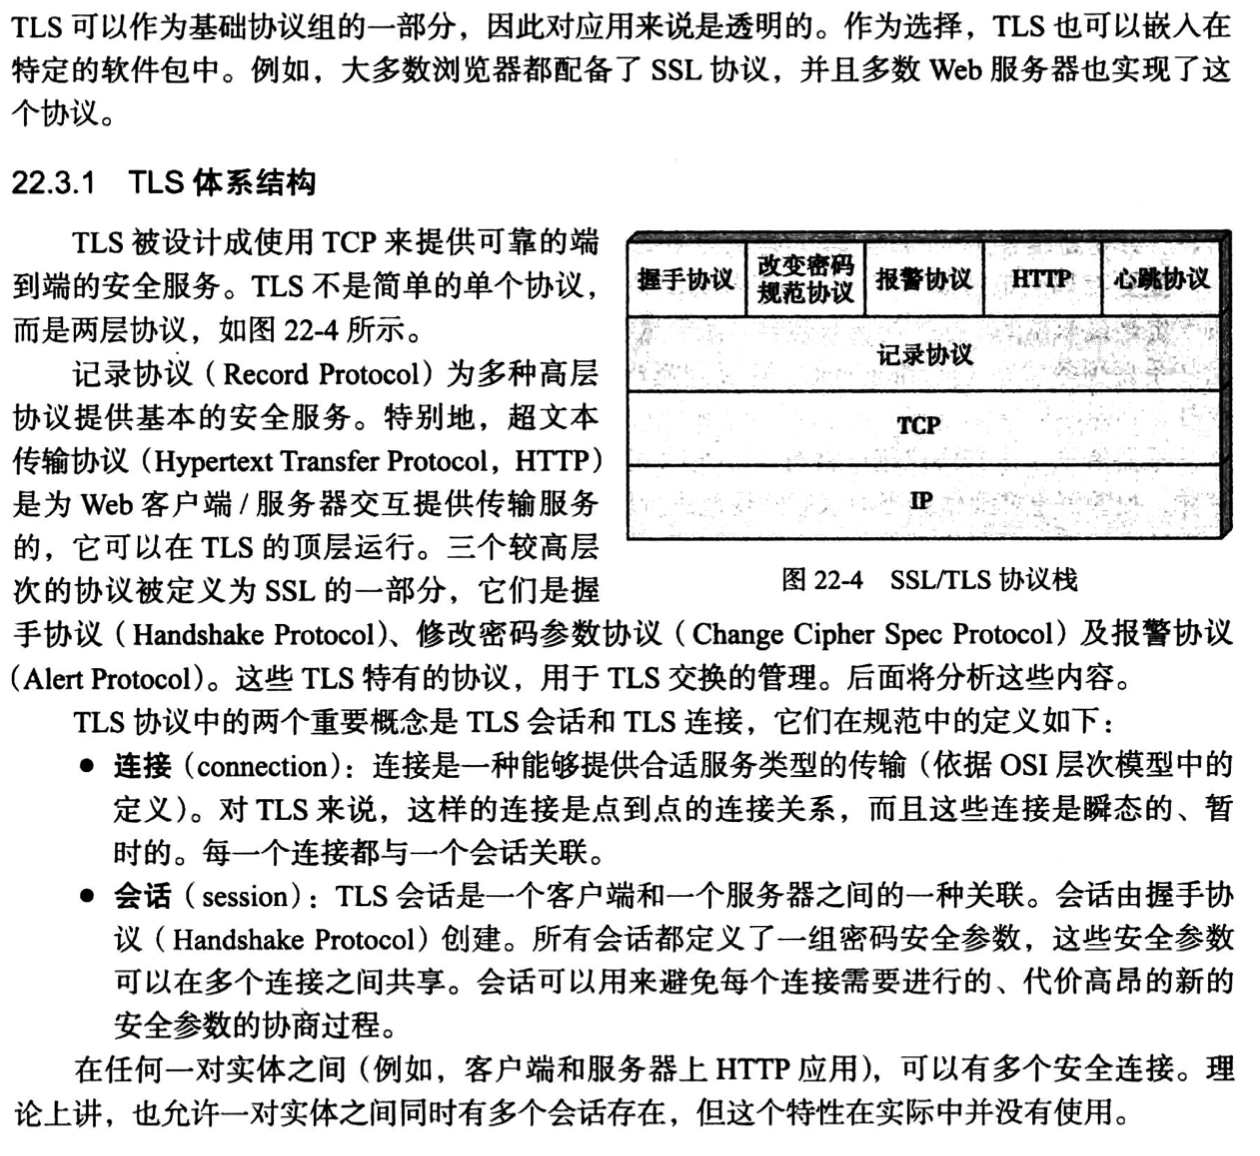 TLS 可以作为基础协议组的一部分，因此对应用来说是透明的。作为选择，TLS 也可以嵌入在
特定的软件包中。例如，大多数浏览器都配备了 SSL 协议，并且多数 Web 服务器也实现了这
个协议。
22.3.1 TLS 体系结构
TLS 被设计成使用 TCP 来提供可靠的端
到端的安全服务。TLS 不是简单的单个协议，
而是两层协议，如图 22-4 所示。
记录协议（Record Protocol）为多种高层
协议提供基本的安全服务。特别地，超文本
传输协议（Hypertext Transfer Protocol，HTTP）
是为 Web 客户端 / 服务器交互提供传输服务
的，它可以在 TLS 的顶层运行。三个较高层
次的协议被定义为 SSL 的一部分，它们是握
握手协议
改变密码
规范协议
报警协议
HTTP
心跳协议
记录协议
TCP
IP
图 22-4 SSL/TLS 协议栈
手协议（Handshake Protocol）、修改密码参数协议（Change Cipher Spec Protocol）及报警协议
（Alert Protocol）。这些 TLS 特有的协议，用于 TLS 交换的管理。后面将分析这些内容。
TLS 协议中的两个重要概念是 TLS 会话和 TLS 连接，它们在规范中的定义如下：
● 连接（connection）：连接是一种能够提供合适服务类型的传输（依据 OSI 层次模型中的
定义）。对 TLS 来说，这样的连接是点到点的连接关系，而且这些连接是瞬态的、暂
时的。每一个连接都与一个会话关联。
● 会话（session）：TLS 会话是一个客户端和一个服务器之间的一种关联。会话由握手协
议（Handshake Protocol）创建。所有会话都定义了一组密码安全参数，这些安全参数
可以在多个连接之间共享。会话可以用来避免每个连接需要进行的、代价高昂的新的
安全参数的协商过程。
在任何一对实体之间（例如，客户端和服务器上 HTTP 应用），可以有多个安全连接。理
论上讲，也允许一对实体之间同时有多个会话存在，但这个特性在实际中并没有使用。